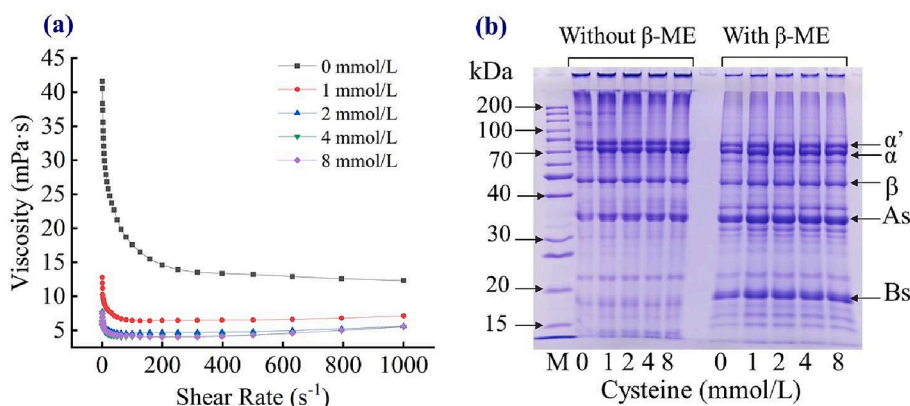 (a)
45
40
35
30
25
20
15
10
5
Viscosity (mPa·s)
0 mmol/L
1 mmol/L
2 mmol/L
4 mmol/L
8 mmol/L
0 200 400 600 800 1000
Shear Rate (s⁻¹)
(b)
Without β-ME With β-ME
kDa
200
100
70
40
30
20
15
α’
α
β
As
Bs
M 0 1 2 4 8 0 1 2 4 8
Cysteine (mmol/L)